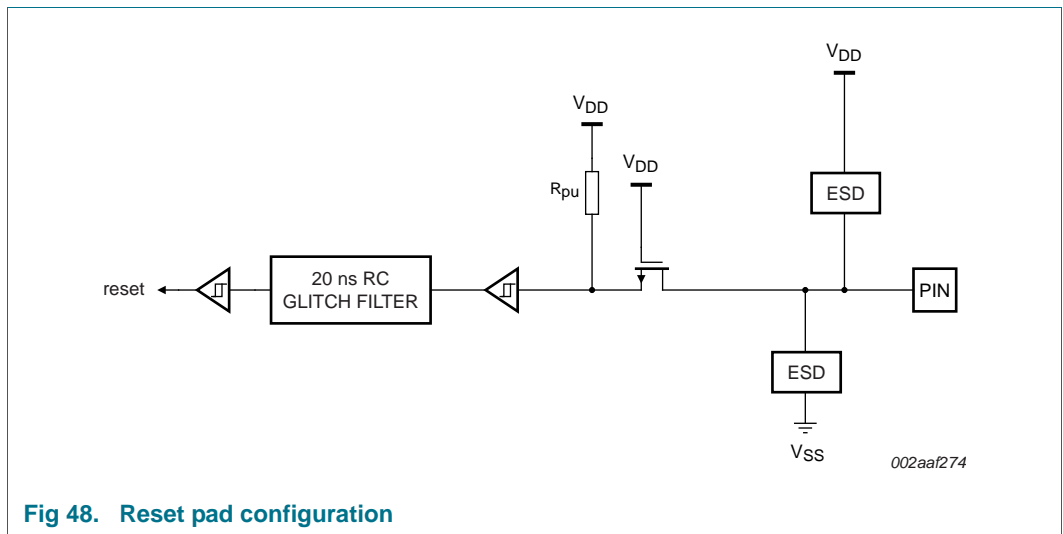 VDD
VDD
VDD
Rpu
ESD
reset
20 ns RC
GLITCH FILTER
PIN
ESD
VSS
002aaf274
Fig 48. Reset pad configuration